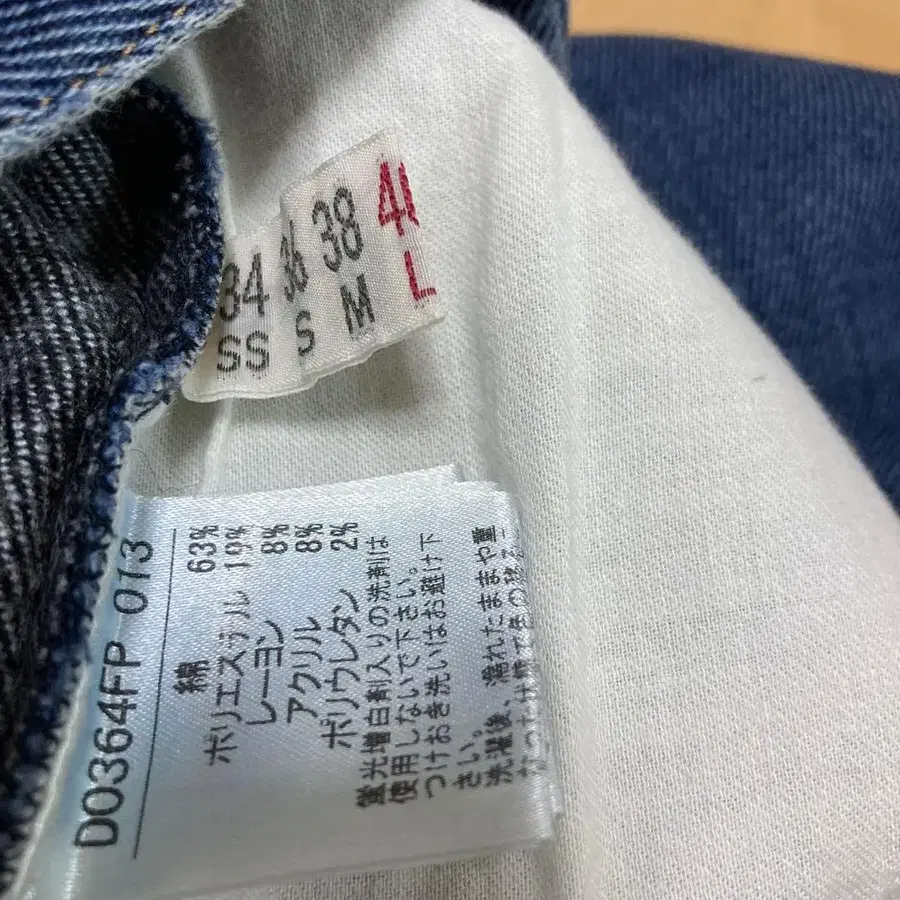 34 36 38 40
SS S M L
D0364FP 013
綿 63%
ポリエステル 19%
レーヨン 8%
アクリル 8%
ポリウレタン 2%
蛍光増白剤入りの洗剤は
使用しないで下さい。
つけおき洗いはお避け下
さい。
洗濯後、濡れたままや重